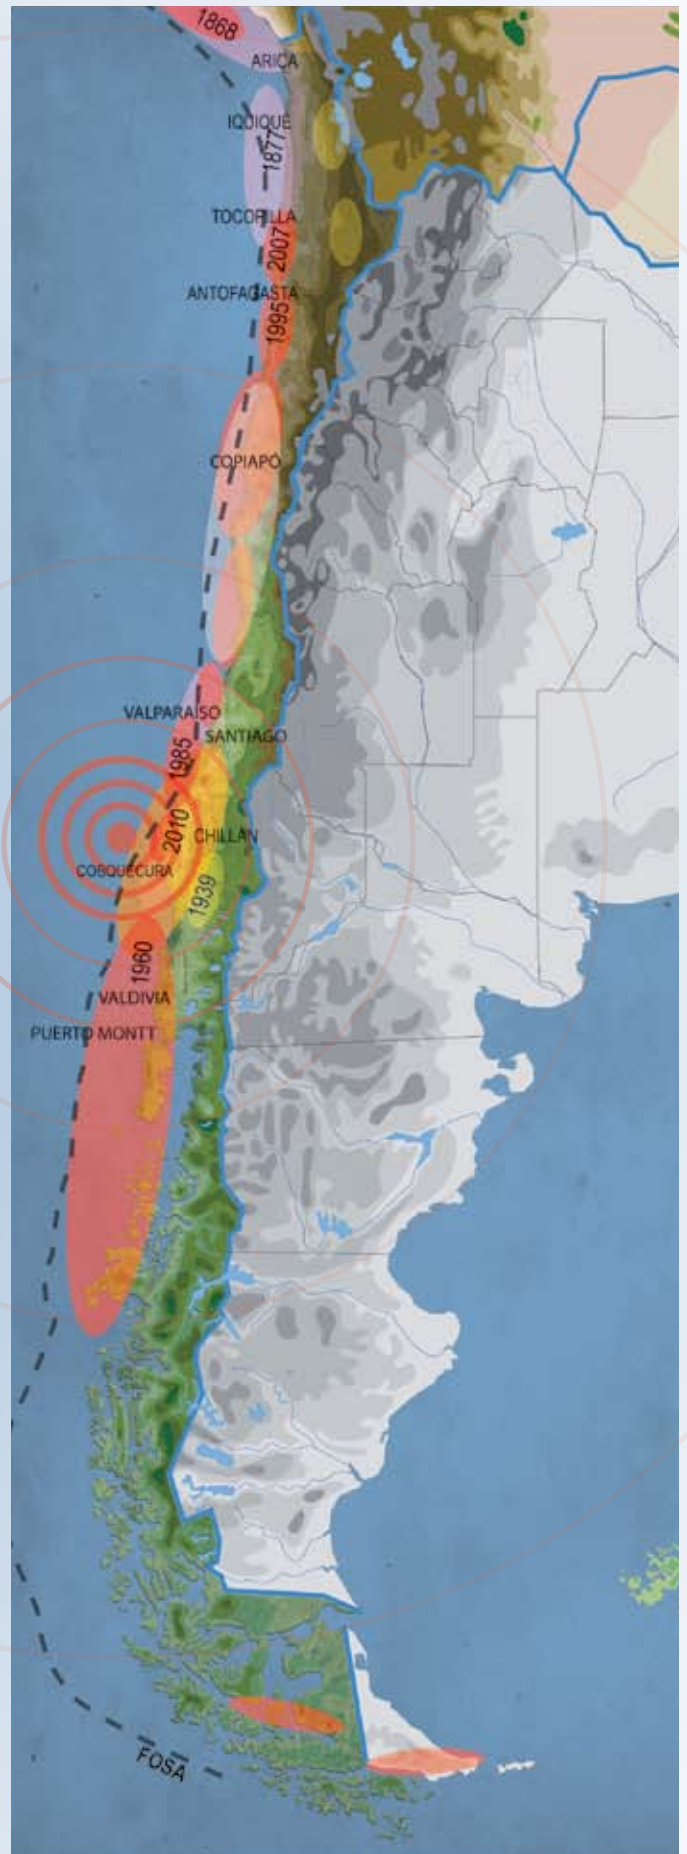 1868
ARICA
IQUIQUE
1877
TOCOPILLA
2007
ANTOFAGASTA
1995
COPIAPÓ
VALPARAISO
SANTIAGO
1985
2010
CHILLAN
COBQUECURA
1939
1960
VALDIVIA
PUERTO MONTT
FOSA